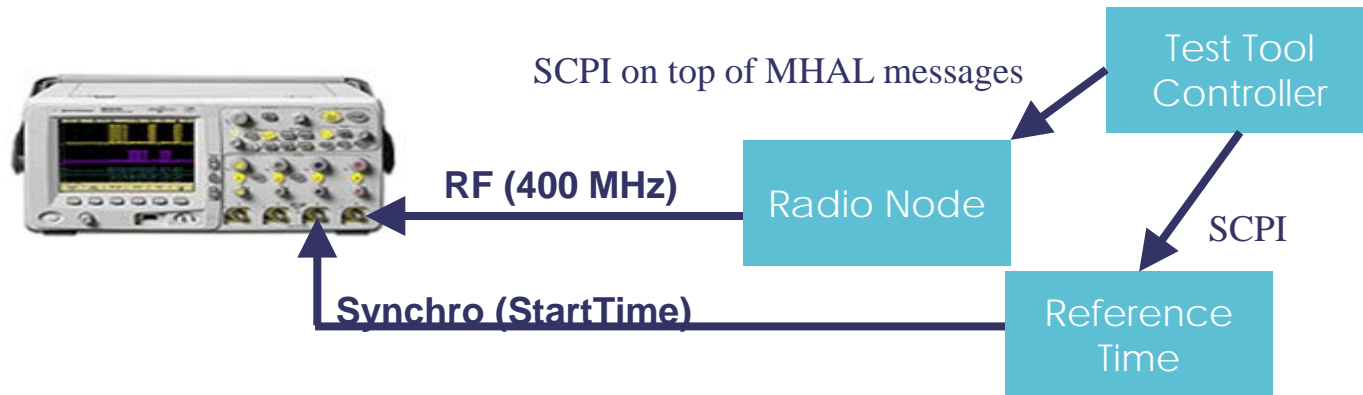 SCPI on top of MHAL messages
Test Tool
Controller
RF (400 MHz)
Radio Node
SCPI
Synchro (StartTime)
Reference
Time